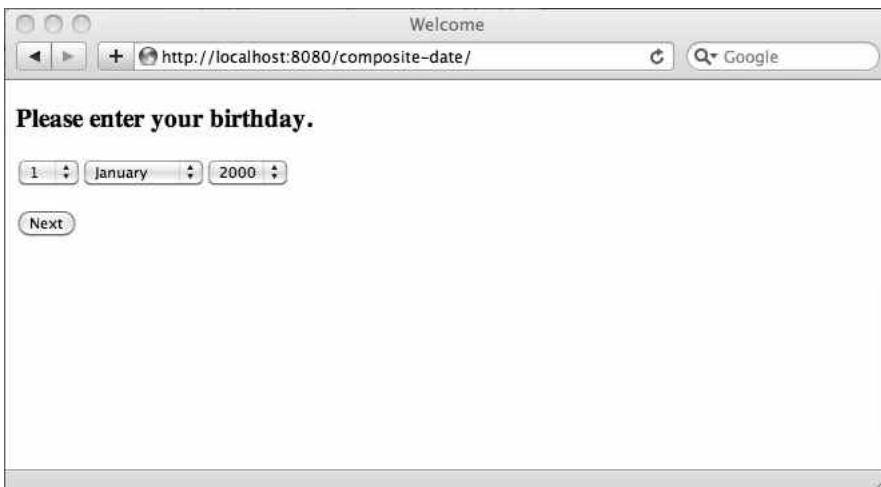 Welcome
http://localhost:8080/composite-date/
Google
Please enter your birthday.
1 January 2000
Next